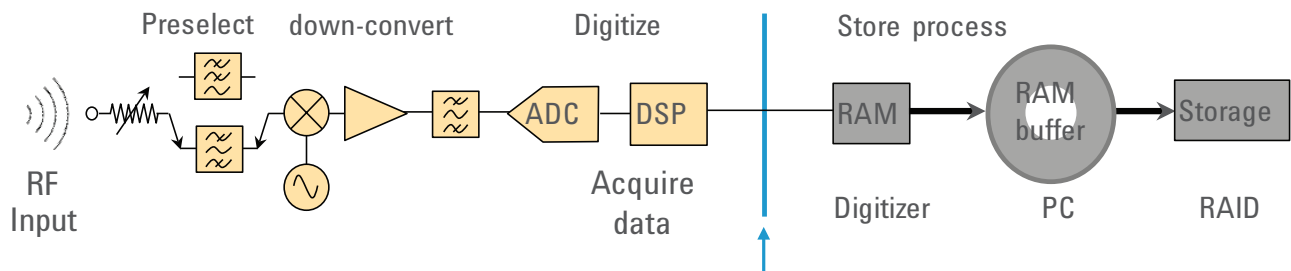 Preselect
down-convert
Digitize
Store process
ADC
DSP
RAM
RAM
buffer
Storage
RF
Input
Acquire
data
Digitizer
PC
RAID